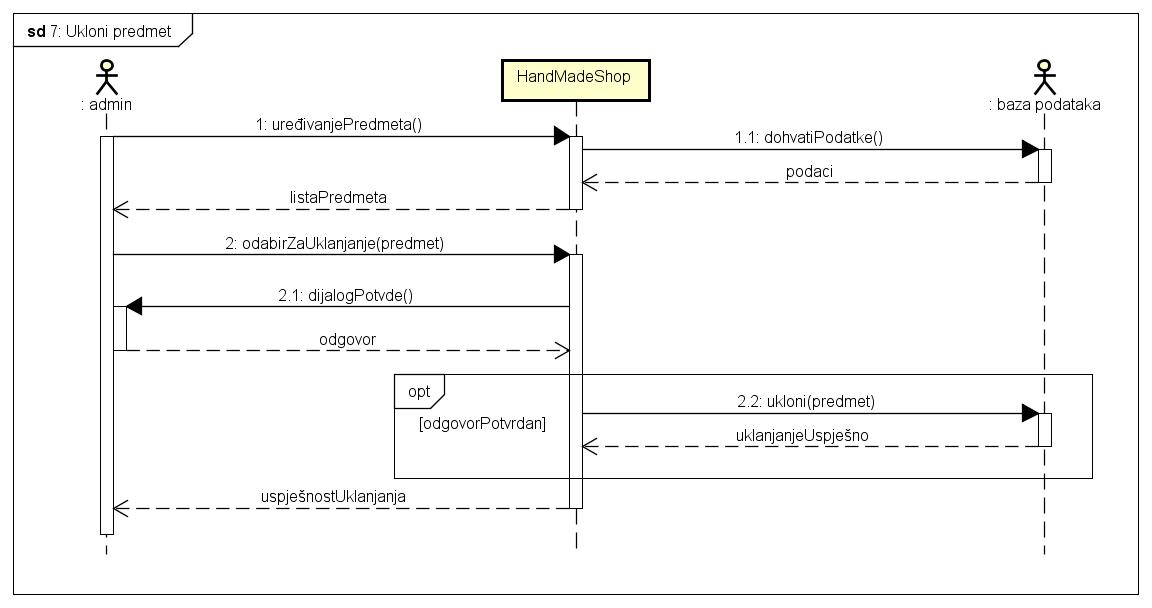 sd 7: Ukloni predmet
: admin
HandMadeShop
: baza podataka
1: uređivanjePredmeta()
1.1: dohvatiPodatke()
podaci
listaPredmeta
2: odabirZaUklanjanje(predmet)
2.1: dijalogPotvde()
odgovor
opt
2.2: ukloni(predmet)
[odgovorPotvrdan]
uklanjanjeUspješno
uspješnostUklanjanja